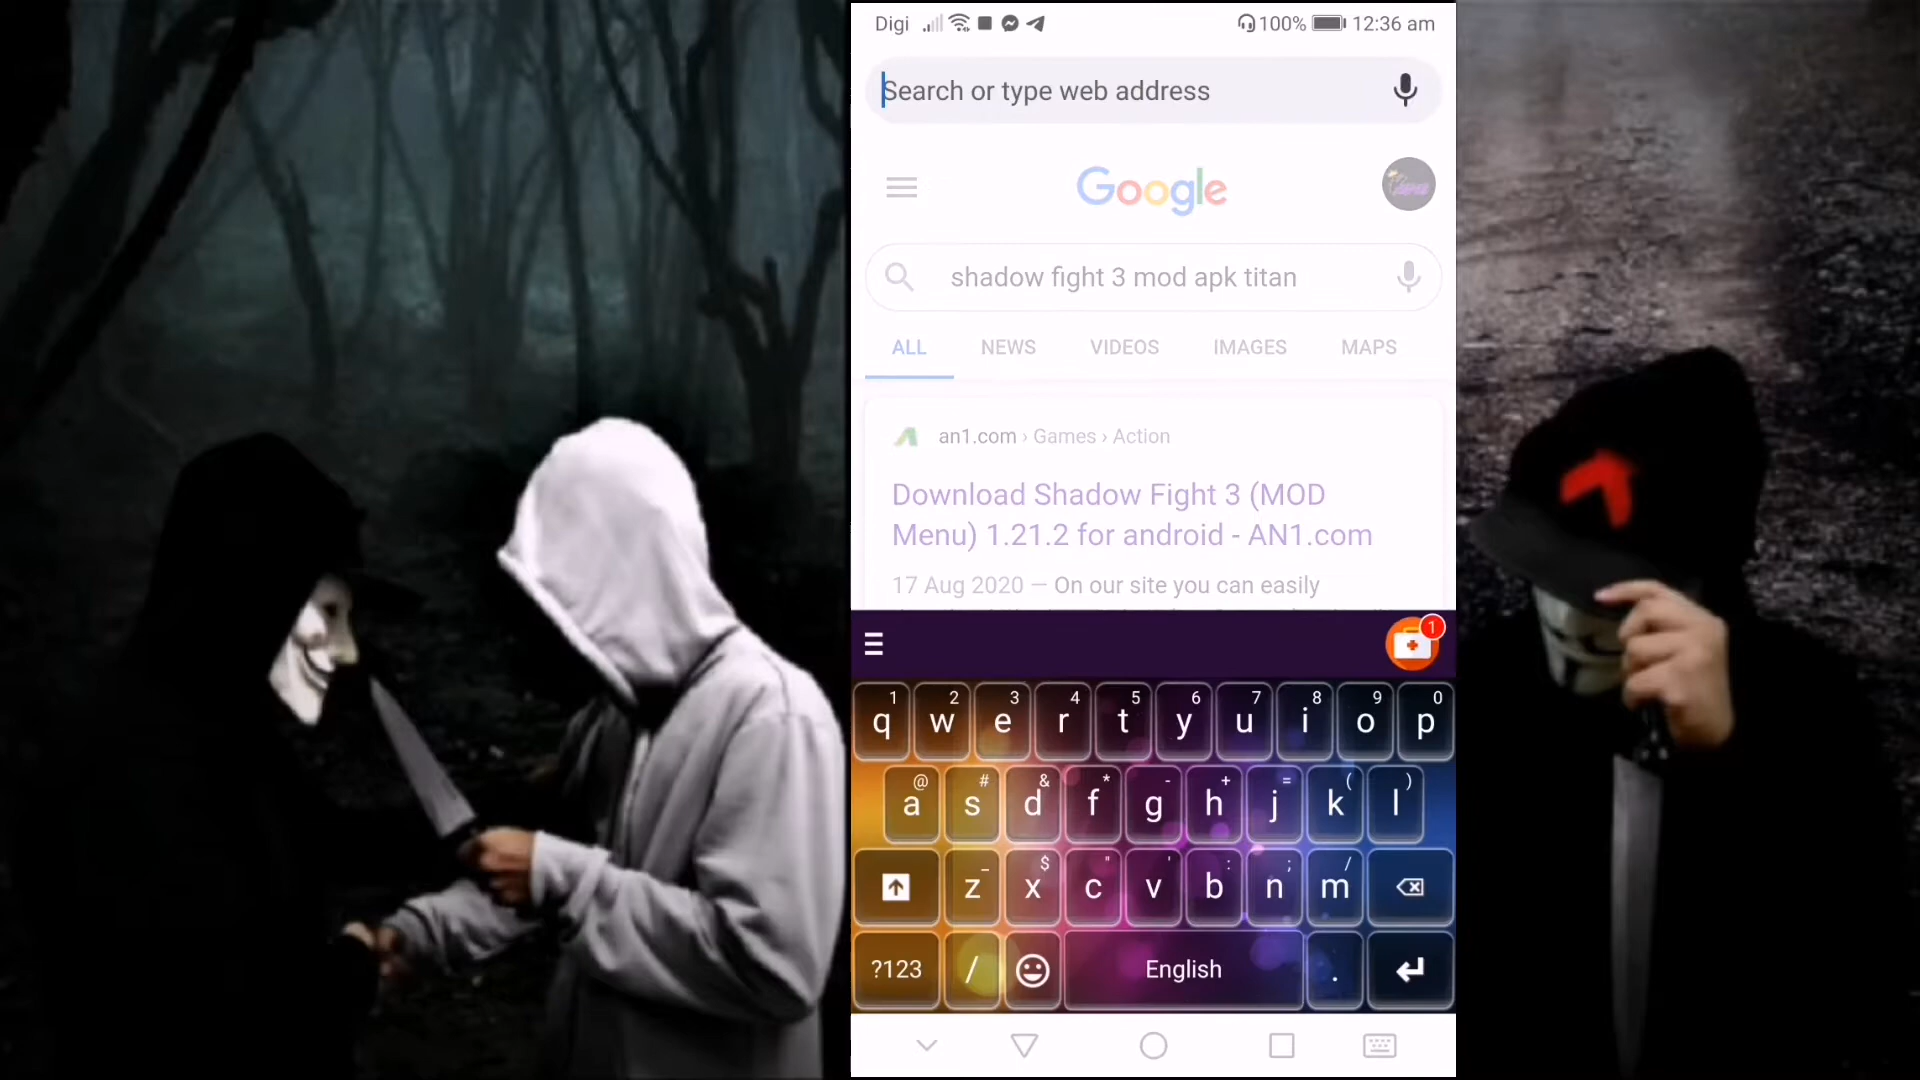 Digi 100% 12:36 am
Search or type web address
Google
shadow fight 3 mod apk titan
ALL NEWS VIDEOS IMAGES MAPS
an1.com › Games › Action
Download Shadow Fight 3 (MOD
Menu) 1.21.2 for android - AN1.com
17 Aug 2020 — On our site you can easily
1
1 2 3 4 5 6 7 8 9 0
q w e r t y u i o p
@ # & * - + = ( )
a s d f g h j k l
_ $ " ' : ; /
z x c v b n m
?123 / English .